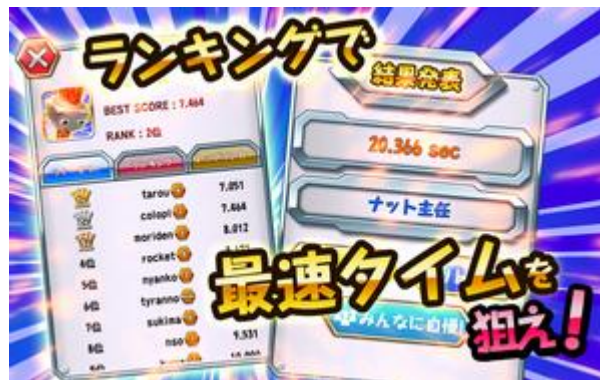 ランキングで
BEST SCORE : 7.464
RANK : 2位
tarou 7.051
colopl 7.464
moriden 8.012
4位 rocket
5位 nyanko
6位 tyranno
7位 sukima
8位 nso 9.531
結果発表
20.366 sec
ナット主任
最速タイムを
みんなに自慢
狙え!